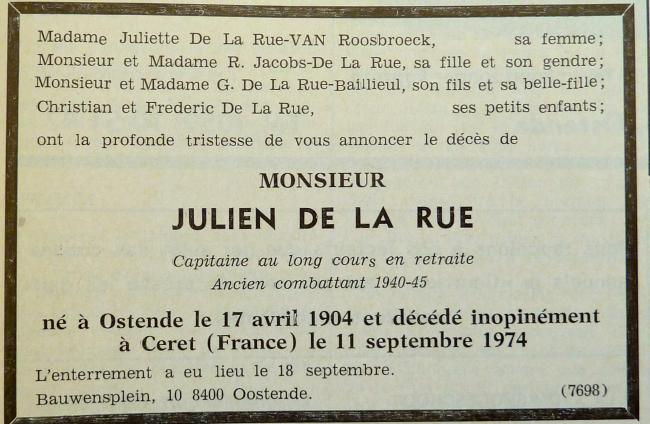 Madame Juliette De La Rue-VAN Roosbroeck, sa femme;
Monsieur et Madame R. Jacobs-De La Rue, sa fille et son gendre;
Monsieur et Madame G. De La Rue-Baillieul, son fils et sa belle-fille;
Christian et Frederic De La Rue, ses petits enfants;
ont la profonde tristesse de vous annoncer le décès de
MONSIEUR
JULIEN DE LA RUE
Capitaine au long cours en retraite
Ancien combattant 1940-45
né à Ostende le 17 avril 1904 et décédé inopinément
à Ceret (France) le 11 septembre 1974
L'enterrement a eu lieu le 18 septembre.
Bauwensplein, 10 8400 Oostende. (7698)